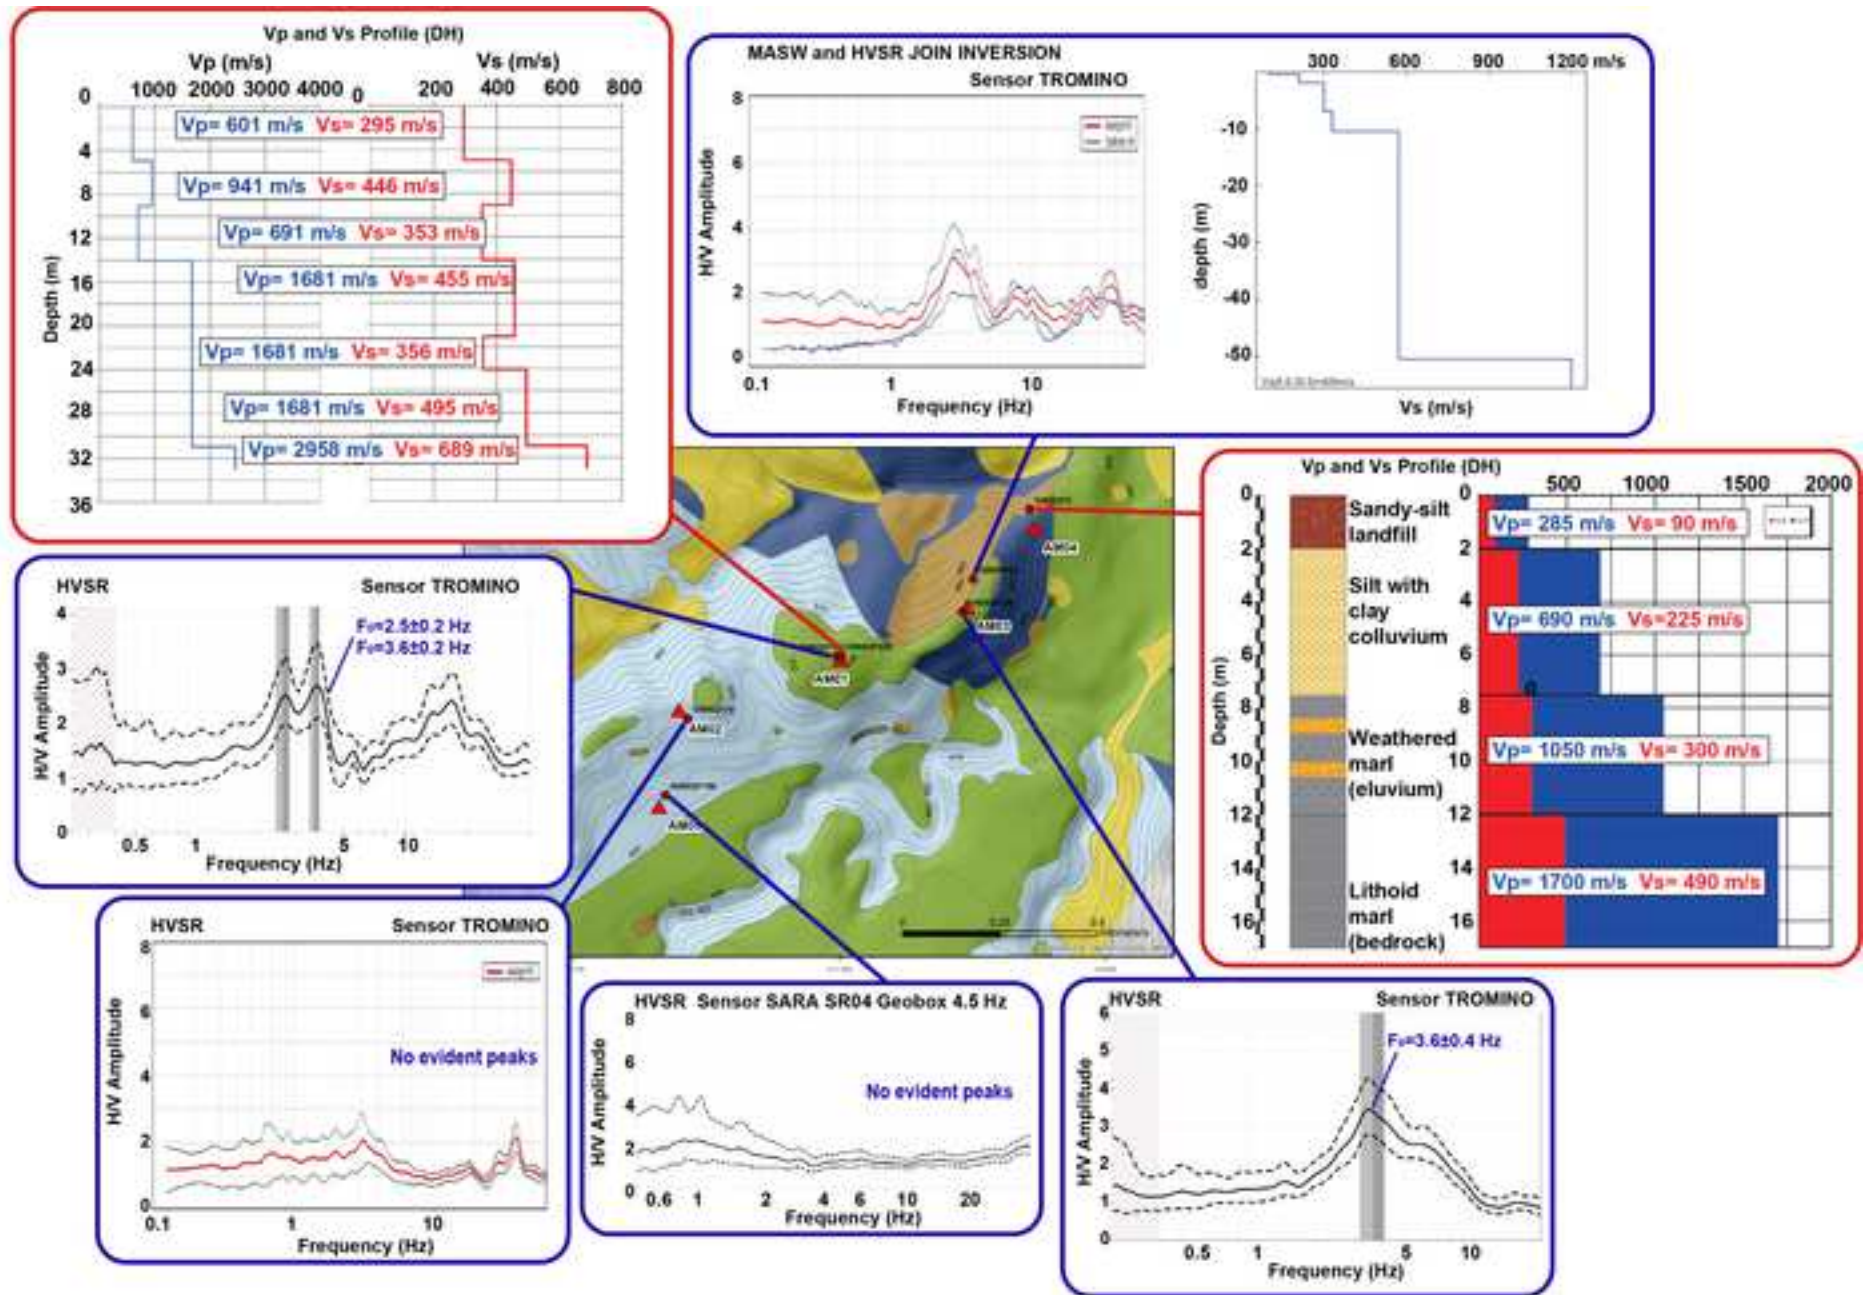 Vp and Vs Profile (DH)
Vp (m/s) Vs (m/s)
1000 2000 3000 4000 0 200 400 600 800
0
4
8
12
16
20
24
28
32
36
Depth (m)
Vp= 601 m/s Vs= 295 m/s
Vp= 941 m/s Vs= 446 m/s
Vp= 691 m/s Vs= 353 m/s
Vp= 1681 m/s Vs= 455 m/s
Vp= 1681 m/s Vs= 356 m/s
Vp= 1681 m/s Vs= 495 m/s
Vp= 2958 m/s Vs= 689 m/s
MASW and HVSR JOIN INVERSION
Sensor TROMINO
8
6
4
2
0
H/V Amplitude
0.1 1 10
Frequency (Hz)
300 600 900 1200 m/s
-10
-20
-30
-40
-50
depth (m)
Vs (m/s)
HVSR Sensor TROMINO
F₀=2.5±0.2 Hz
F₀=3.6±0.2 Hz
4
3
2
1
0
H/V Amplitude
0.5 1 5 10
Frequency (Hz)
AMC1
AM02
AM04
Vp and Vs Profile (DH)
0
2
4
6
8
10
12
14
16
Depth (m)
Sandy-silt
landfill
Silt with
clay
colluvium
Weathered
marl
(eluvium)
Lithoid
marl
(bedrock)
500 1000 1500 2000
0
2
4
6
8
10
12
14
16
Vp= 285 m/s Vs= 90 m/s
Vp= 690 m/s Vs=225 m/s
Vp= 1050 m/s Vs= 300 m/s
Vp= 1700 m/s Vs= 490 m/s
HVSR Sensor TROMINO
8
6
4
2
0
H/V Amplitude
No evident peaks
0.1 1 10
Frequency (Hz)
HVSR Sensor SARA SR04 Geobox 4.5 Hz
8
6
4
2
0
H/V Amplitude
No evident peaks
0.6 1 2 4 6 10 20
Frequency (Hz)
HVSR Sensor TROMINO
F₀=3.6±0.4 Hz
6
5
4
3
2
1
0
H/V Amplitude
0.5 1 5 10
Frequency (Hz)